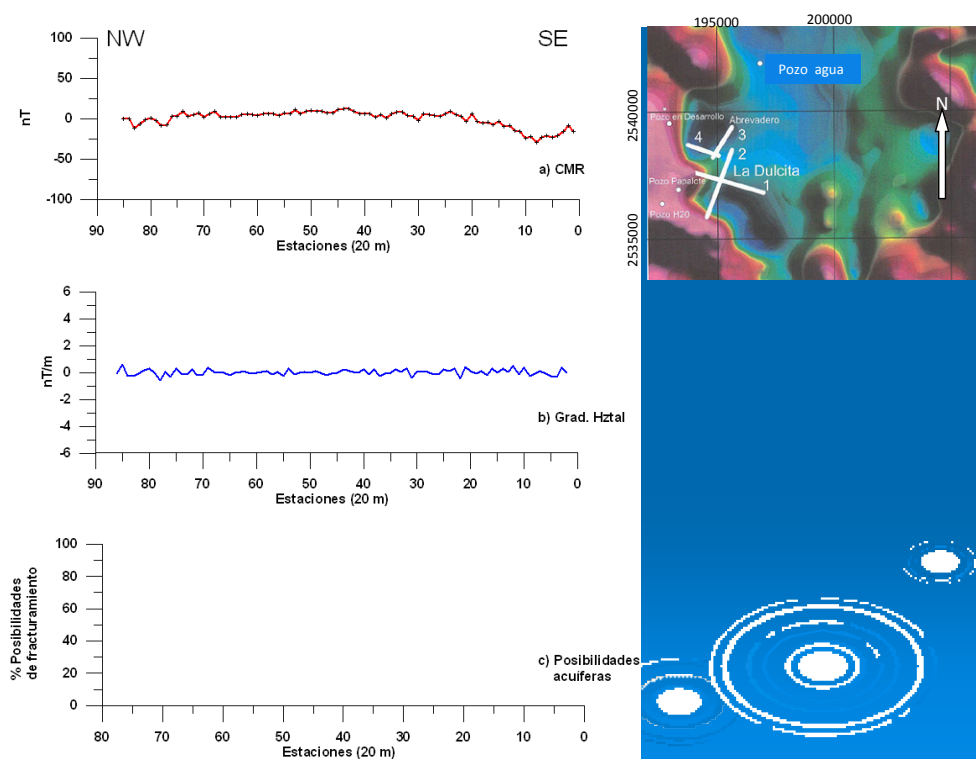 NW
SE
100
50
0
-50
-100
nT
a) CMR
90 80 70 60 50 40 30 20 10 0
Estaciones (20 m)
6
4
2
0
-2
-4
-6
nT/m
b) Grad. Hztal
90 80 70 60 50 40 30 20 10 0
Estaciones (20 m)
100
80
60
40
20
0
% Posibilidades
de fracturamiento
c) Posibilidades
acuíferas
80 70 60 50 40 30 20 10 0
Estaciones (20 m)
195000
200000
2540000
2535000
Pozo agua
N
Pozo en Desarrollo
Abrevadero
4
3
2
La Dulcita
1
Pozo Papalote
Pozo H20